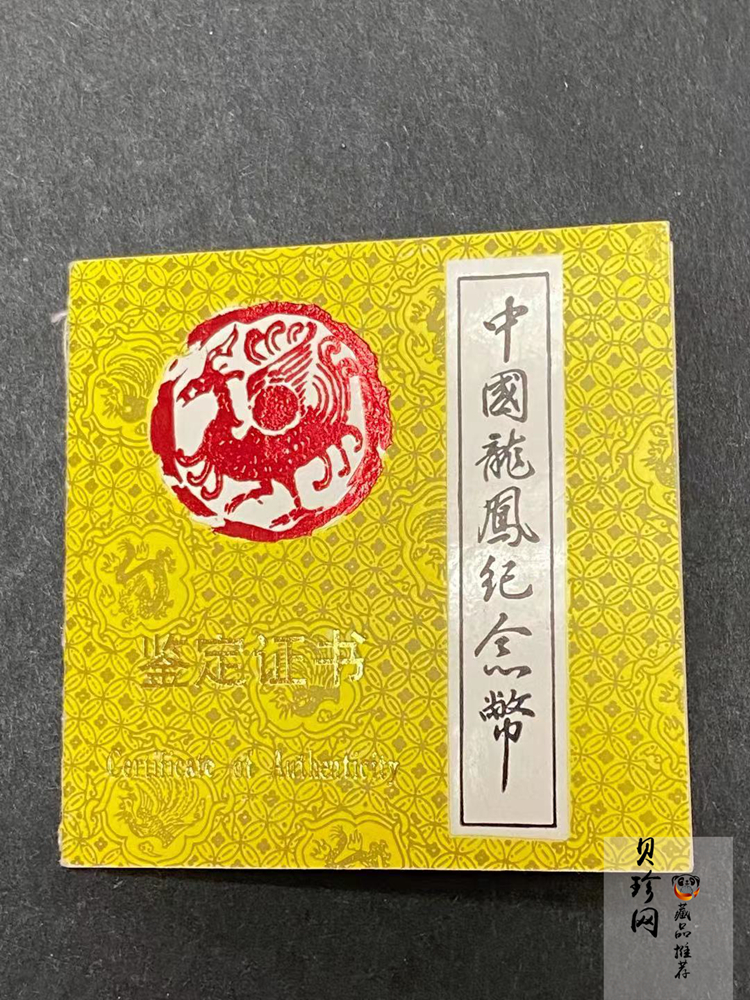 中國龍鳳纪念幣
鉴定证书
Certificate of Authenticity
贝珍网
藏品推荐